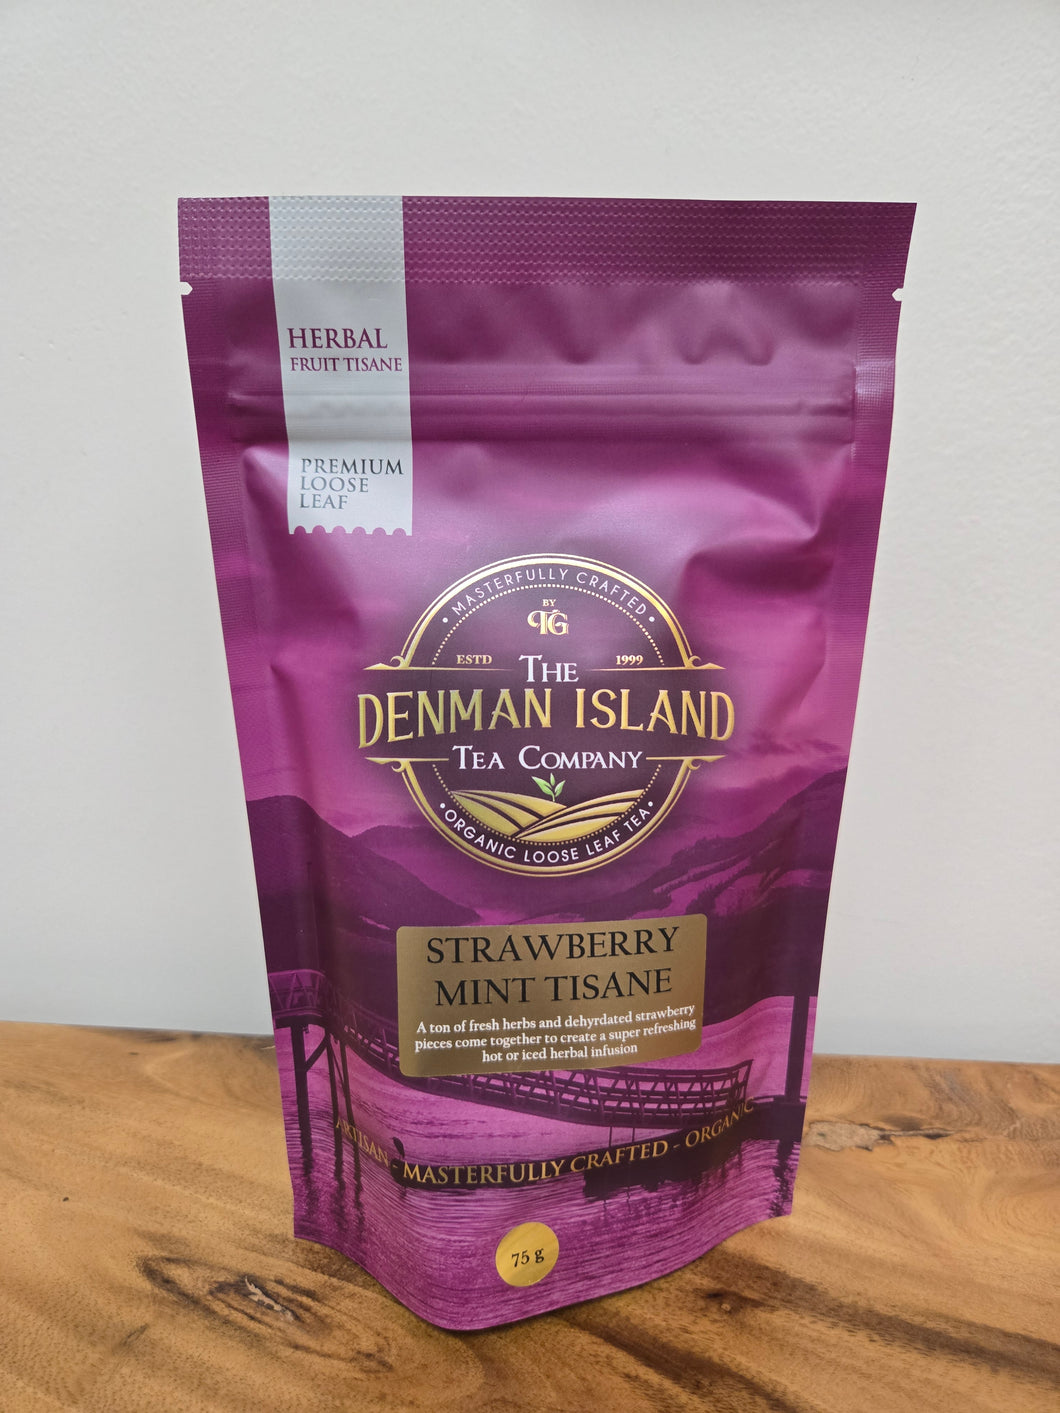 HERBAL
FRUIT TISANE
PREMIUM
LOOSE
LEAF
• MASTERFULLY CRAFTED •
BY
TG
ESTD 1999
THE
DENMAN ISLAND
TEA COMPANY
• ORGANIC LOOSE LEAF TEA •
STRAWBERRY
MINT TISANE
A ton of fresh herbs and dehyrdated strawberry
pieces come together to create a super refreshing
hot or iced herbal infusion
ARTISAN - MASTERFULLY CRAFTED - ORGANIC
75 g